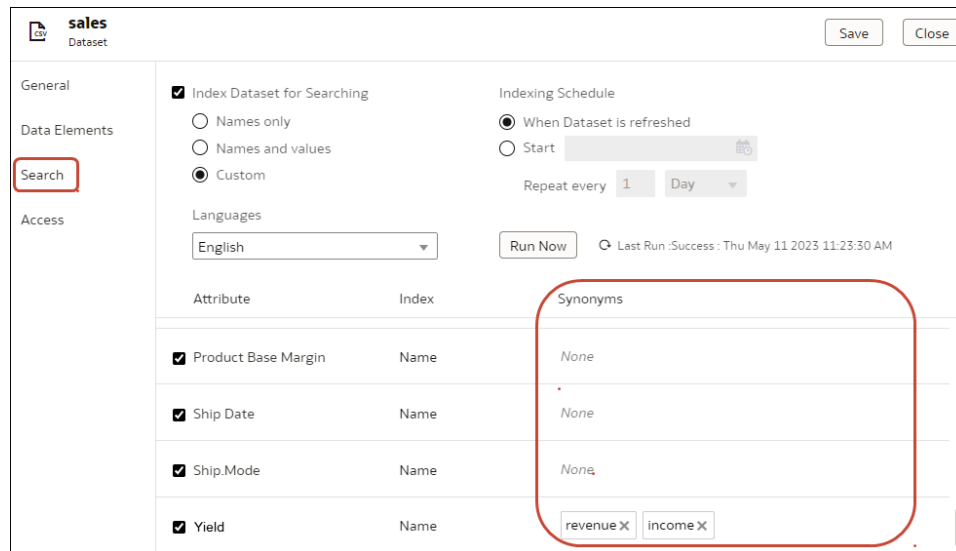 CSV
sales
Dataset
Save
Close
General
Data Elements
Search
Access
Index Dataset for Searching
Names only
Names and values
Custom
Indexing Schedule
When Dataset is refreshed
Start
Repeat every 1 Day
Languages
English
Run Now Last Run :Success : Thu May 11 2023 11:23:30 AM
Attribute Index Synonyms
Product Base Margin Name None
Ship Date Name None
Ship.Mode Name None
Yield Name revenue income